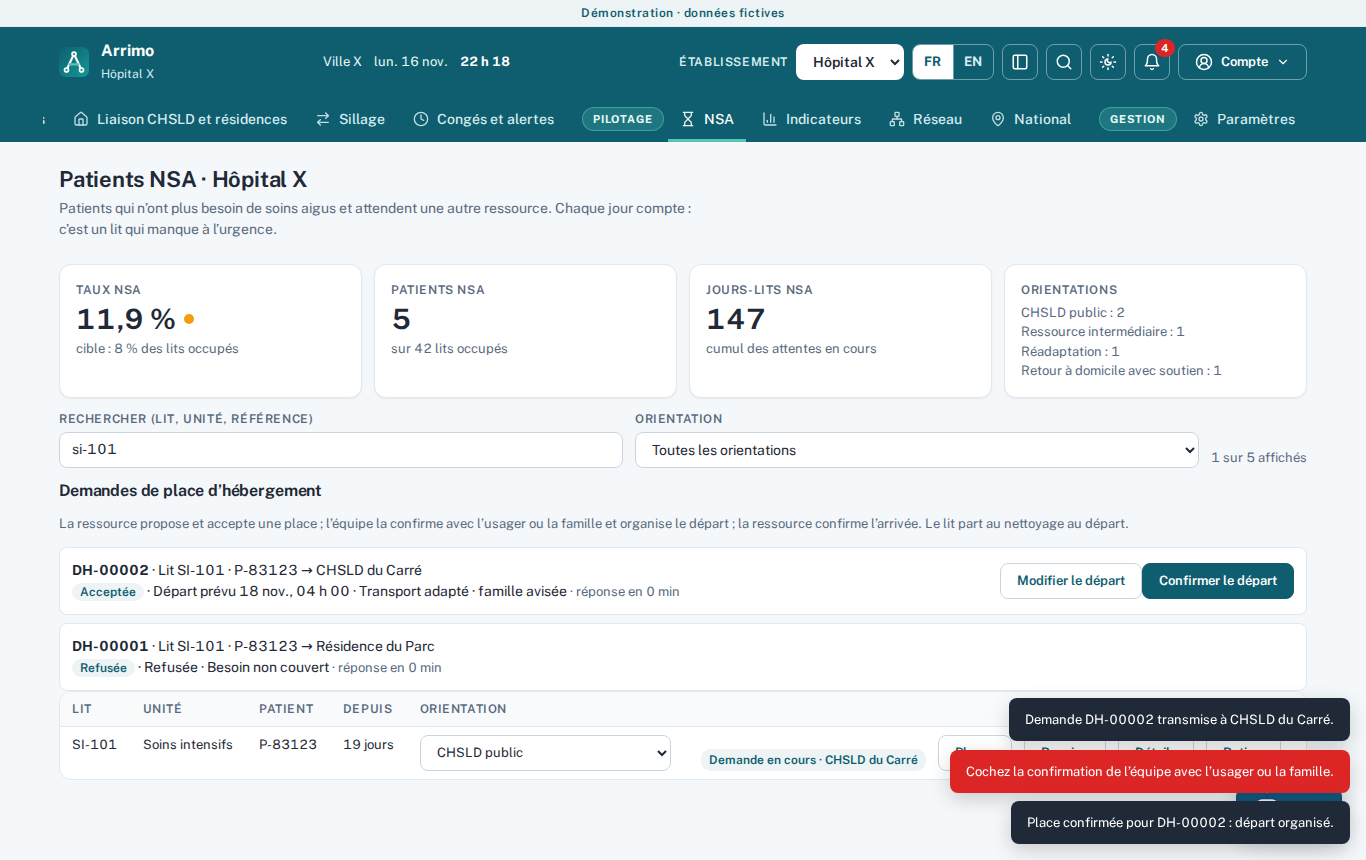 Démonstration · données fictives
Arrimo
Hôpital X
Ville X lun. 16 nov. 22 h 18
ÉTABLISSEMENT
Hôpital X
FR EN
4
Compte
Liaison CHSLD et résidences
Sillage
Congés et alertes
PILOTAGE
NSA
Indicateurs
Réseau
National
GESTION
Paramètres
Patients NSA · Hôpital X
Patients qui n’ont plus besoin de soins aigus et attendent une autre ressource. Chaque jour compte :
c’est un lit qui manque à l’urgence.
TAUX NSA
11,9 %
cible : 8 % des lits occupés
PATIENTS NSA
5
sur 42 lits occupés
JOURS-LITS NSA
147
cumul des attentes en cours
ORIENTATIONS
CHSLD public : 2
Ressource intermédiaire : 1
Réadaptation : 1
Retour à domicile avec soutien : 1
RECHERCHER (LIT, UNITÉ, RÉFÉRENCE)
si-101
ORIENTATION
Toutes les orientations
1 sur 5 affichés
Demandes de place d’hébergement
La ressource propose et accepte une place ; l’équipe la confirme avec l’usager ou la famille et organise le départ ; la ressource confirme l’arrivée. Le lit part au nettoyage au départ.
DH-00002 · Lit SI-101 · P-83123 → CHSLD du Carré
Acceptée · Départ prévu 18 nov., 04 h 00 · Transport adapté · famille avisée · réponse en 0 min
Modifier le départ
Confirmer le départ
DH-00001 · Lit SI-101 · P-83123 → Résidence du Parc
Refusée · Refusée · Besoin non couvert · réponse en 0 min
LIT UNITÉ PATIENT DEPUIS ORIENTATION
SI-101 Soins intensifs P-83123 19 jours CHSLD public Demande en cours · CHSLD du Carré
Demande DH-00002 transmise à CHSLD du Carré.
Cochez la confirmation de l’équipe avec l’usager ou la famille.
Place confirmée pour DH-00002 : départ organisé.